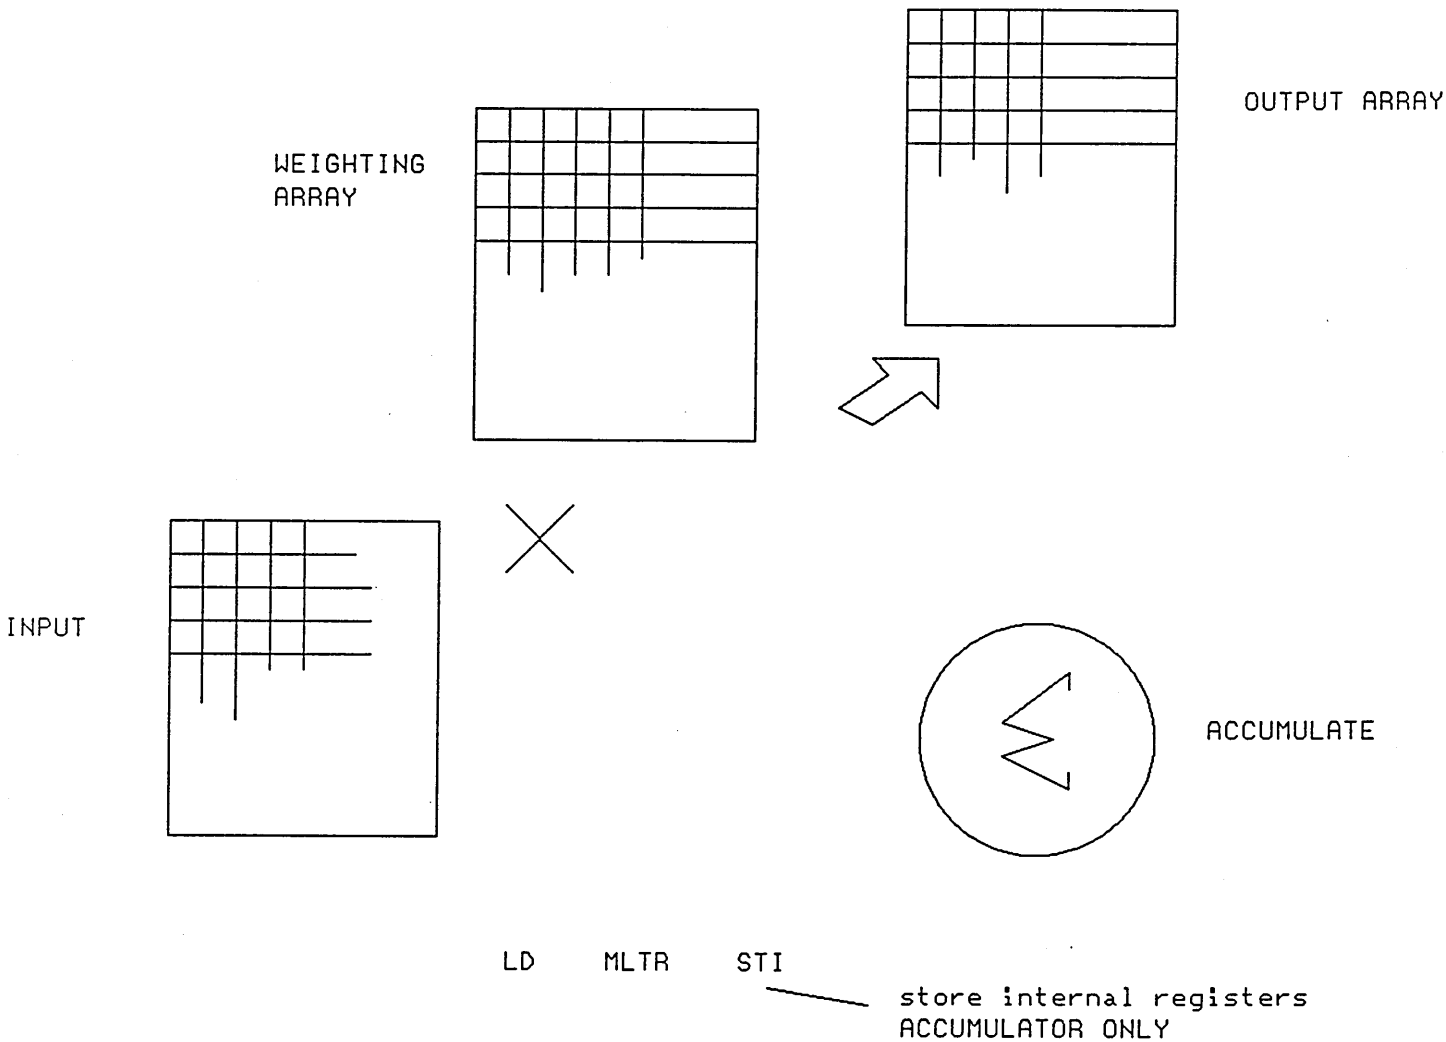 OUTPUT ARRAY
WEIGHTING
ARRAY
INPUT
ACCUMULATE
LD MLTR STI
store internal registers
ACCUMULATOR ONLY